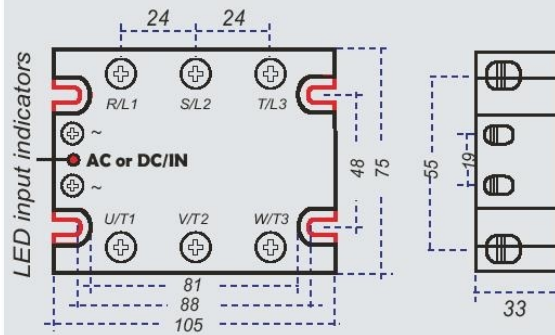 24 24
R/L1 S/L2 T/L3
LED input indicators
~
AC or DC/IN
~
U/T1 V/T2 W/T3
81
88
105
48
75
55
19
33